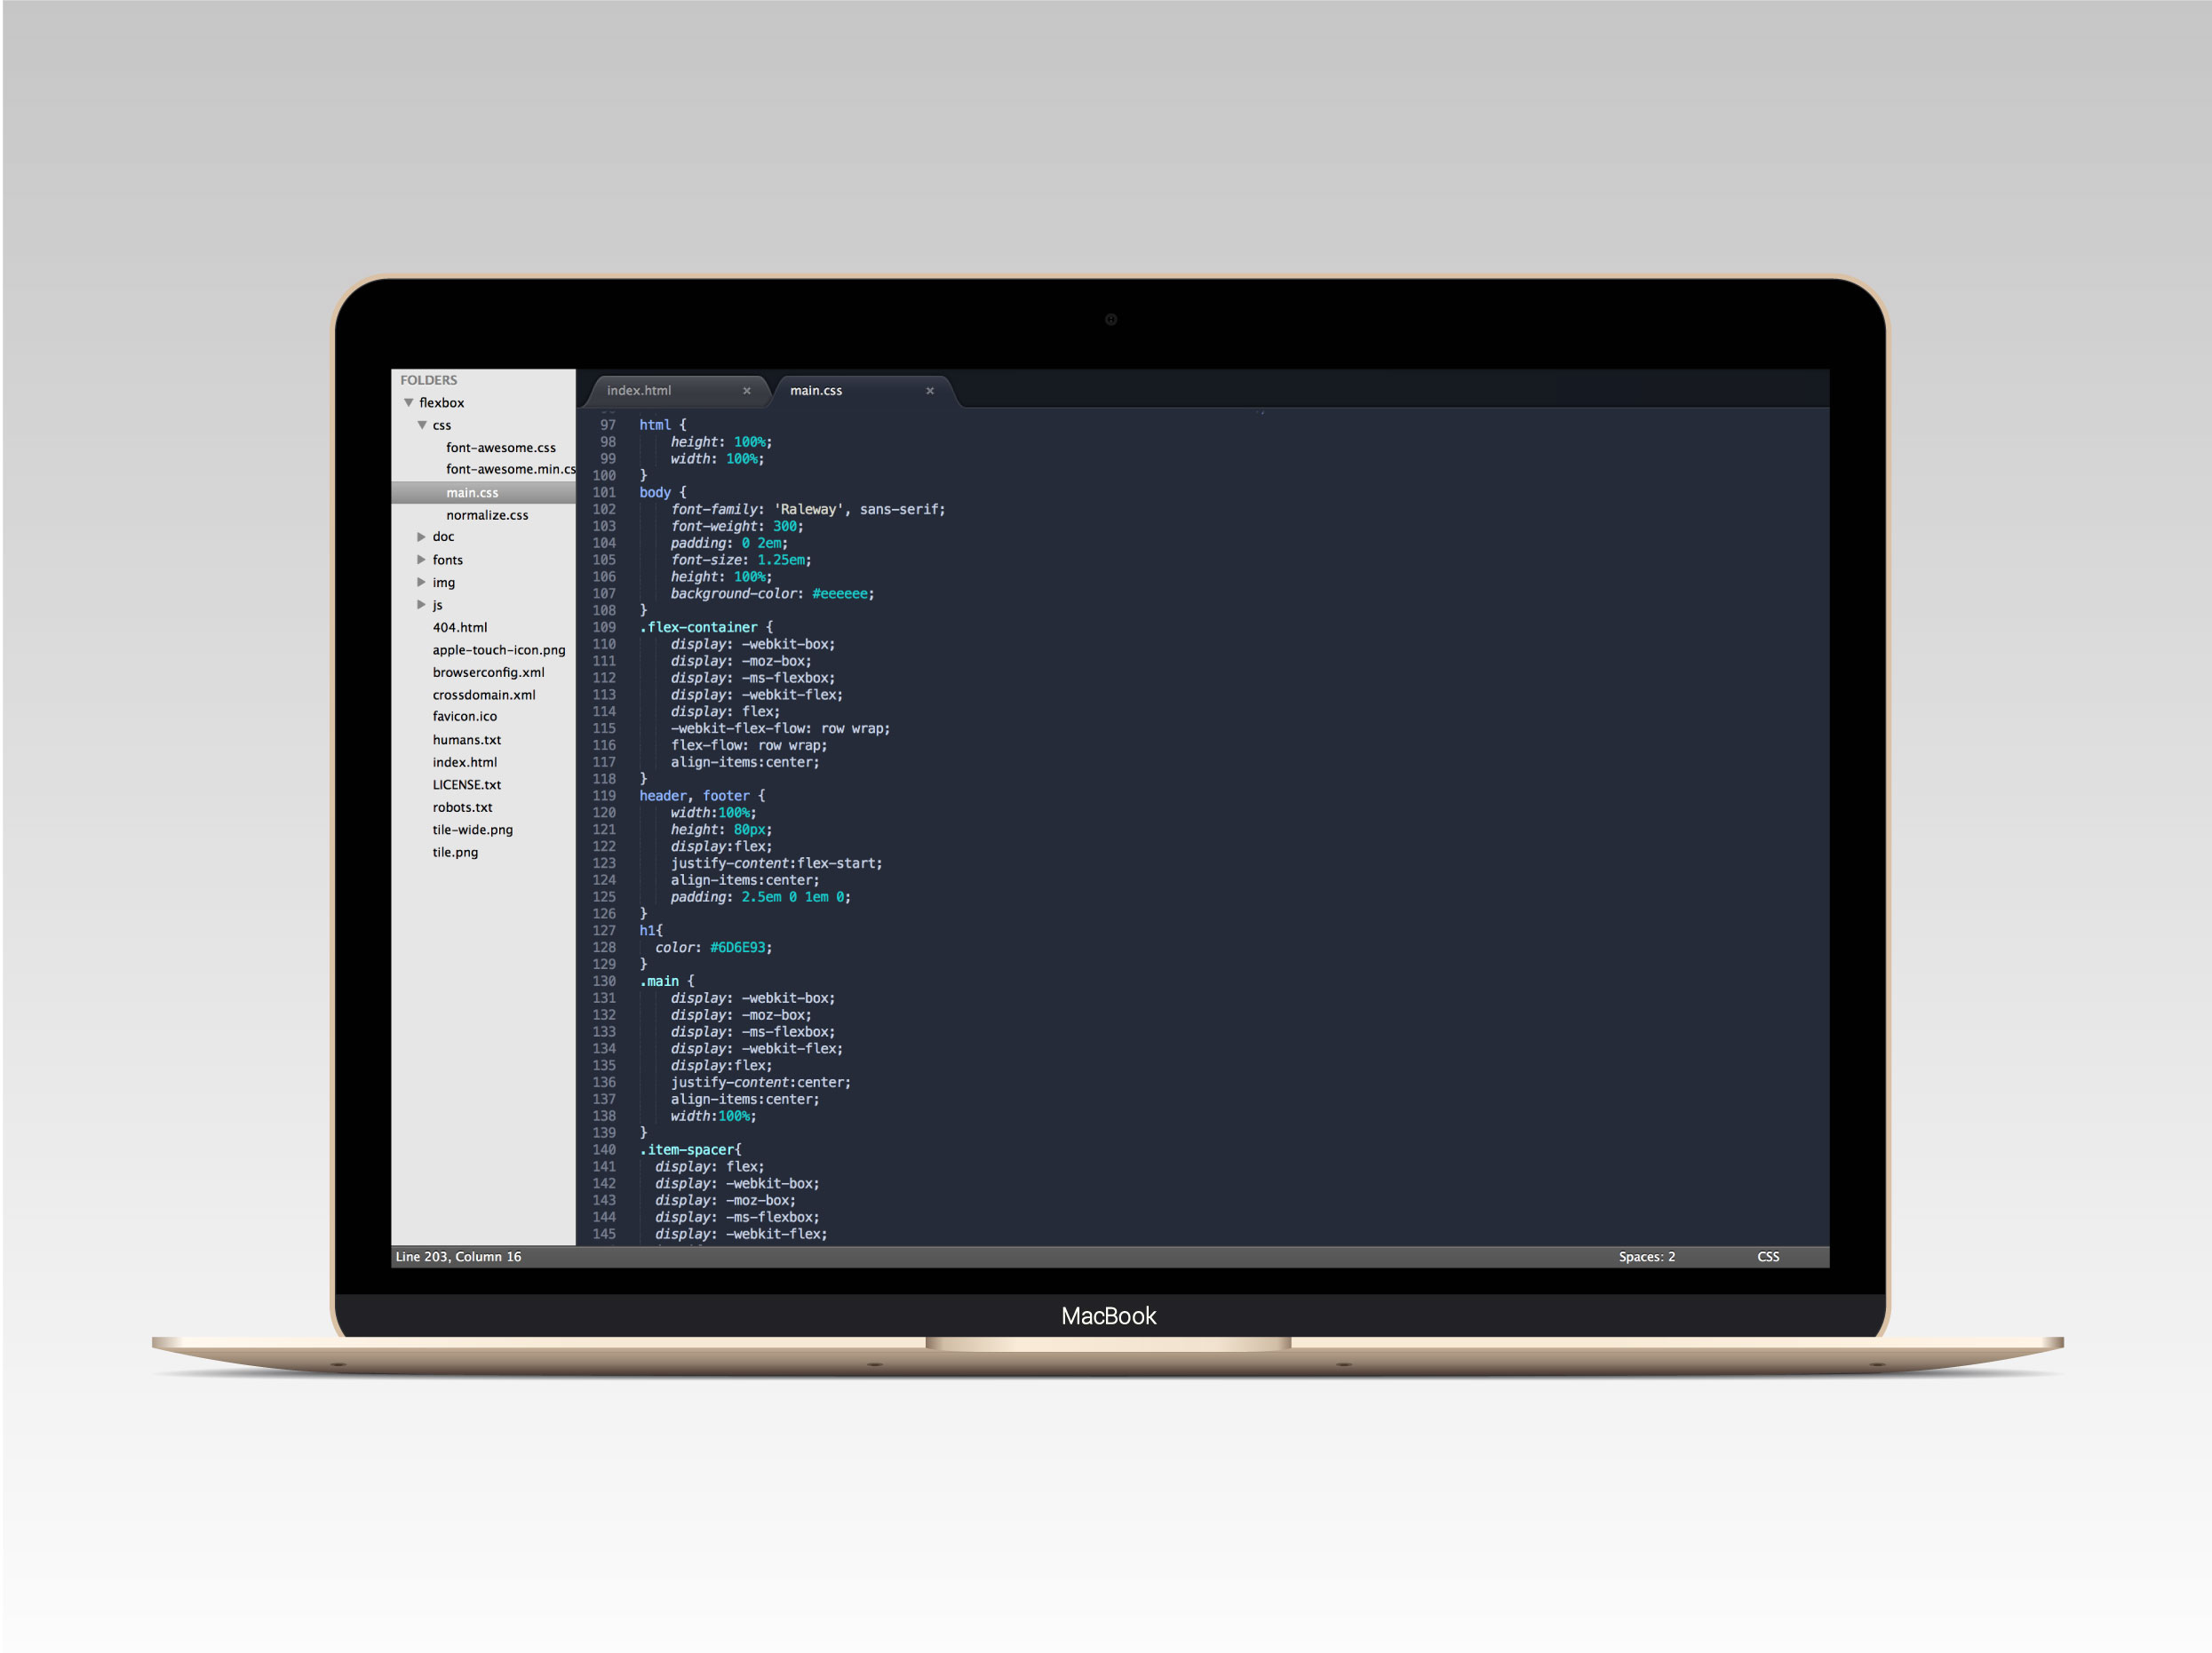 FOLDERS
flexbox
css
font-awesome.css
font-awesome.min.cs
main.css
normalize.css
doc
fonts
img
js
404.html
apple-touch-icon.png
browserconfig.xml
crossdomain.xml
favicon.ico
humans.txt
index.html
LICENSE.txt
robots.txt
tile-wide.png
tile.png
index.html × main.css ×
97 html {
98 height: 100%;
99 width: 100%;
100 }
101 body {
102 font-family: 'Raleway', sans-serif;
103 font-weight: 300;
104 padding: 0 2em;
105 font-size: 1.25em;
106 height: 100%;
107 background-color: #eeeeee;
108 }
109 .flex-container {
110 display: -webkit-box;
111 display: -moz-box;
112 display: -ms-flexbox;
113 display: -webkit-flex;
114 display: flex;
115 -webkit-flex-flow: row wrap;
116 flex-flow: row wrap;
117 align-items:center;
118 }
119 header, footer {
120 width:100%;
121 height: 80px;
122 display:flex;
123 justify-content:flex-start;
124 align-items:center;
125 padding: 2.5em 0 1em 0;
126 }
127 h1{
128 color: #6D6E93;
129 }
130 .main {
131 display: -webkit-box;
132 display: -moz-box;
133 display: -ms-flexbox;
134 display: -webkit-flex;
135 display:flex;
136 justify-content:center;
137 align-items:center;
138 width:100%;
139 }
140 .item-spacer{
141 display: flex;
142 display: -webkit-box;
143 display: -moz-box;
144 display: -ms-flexbox;
145 display: -webkit-flex;
Line 203, Column 16 Spaces: 2 CSS
MacBook